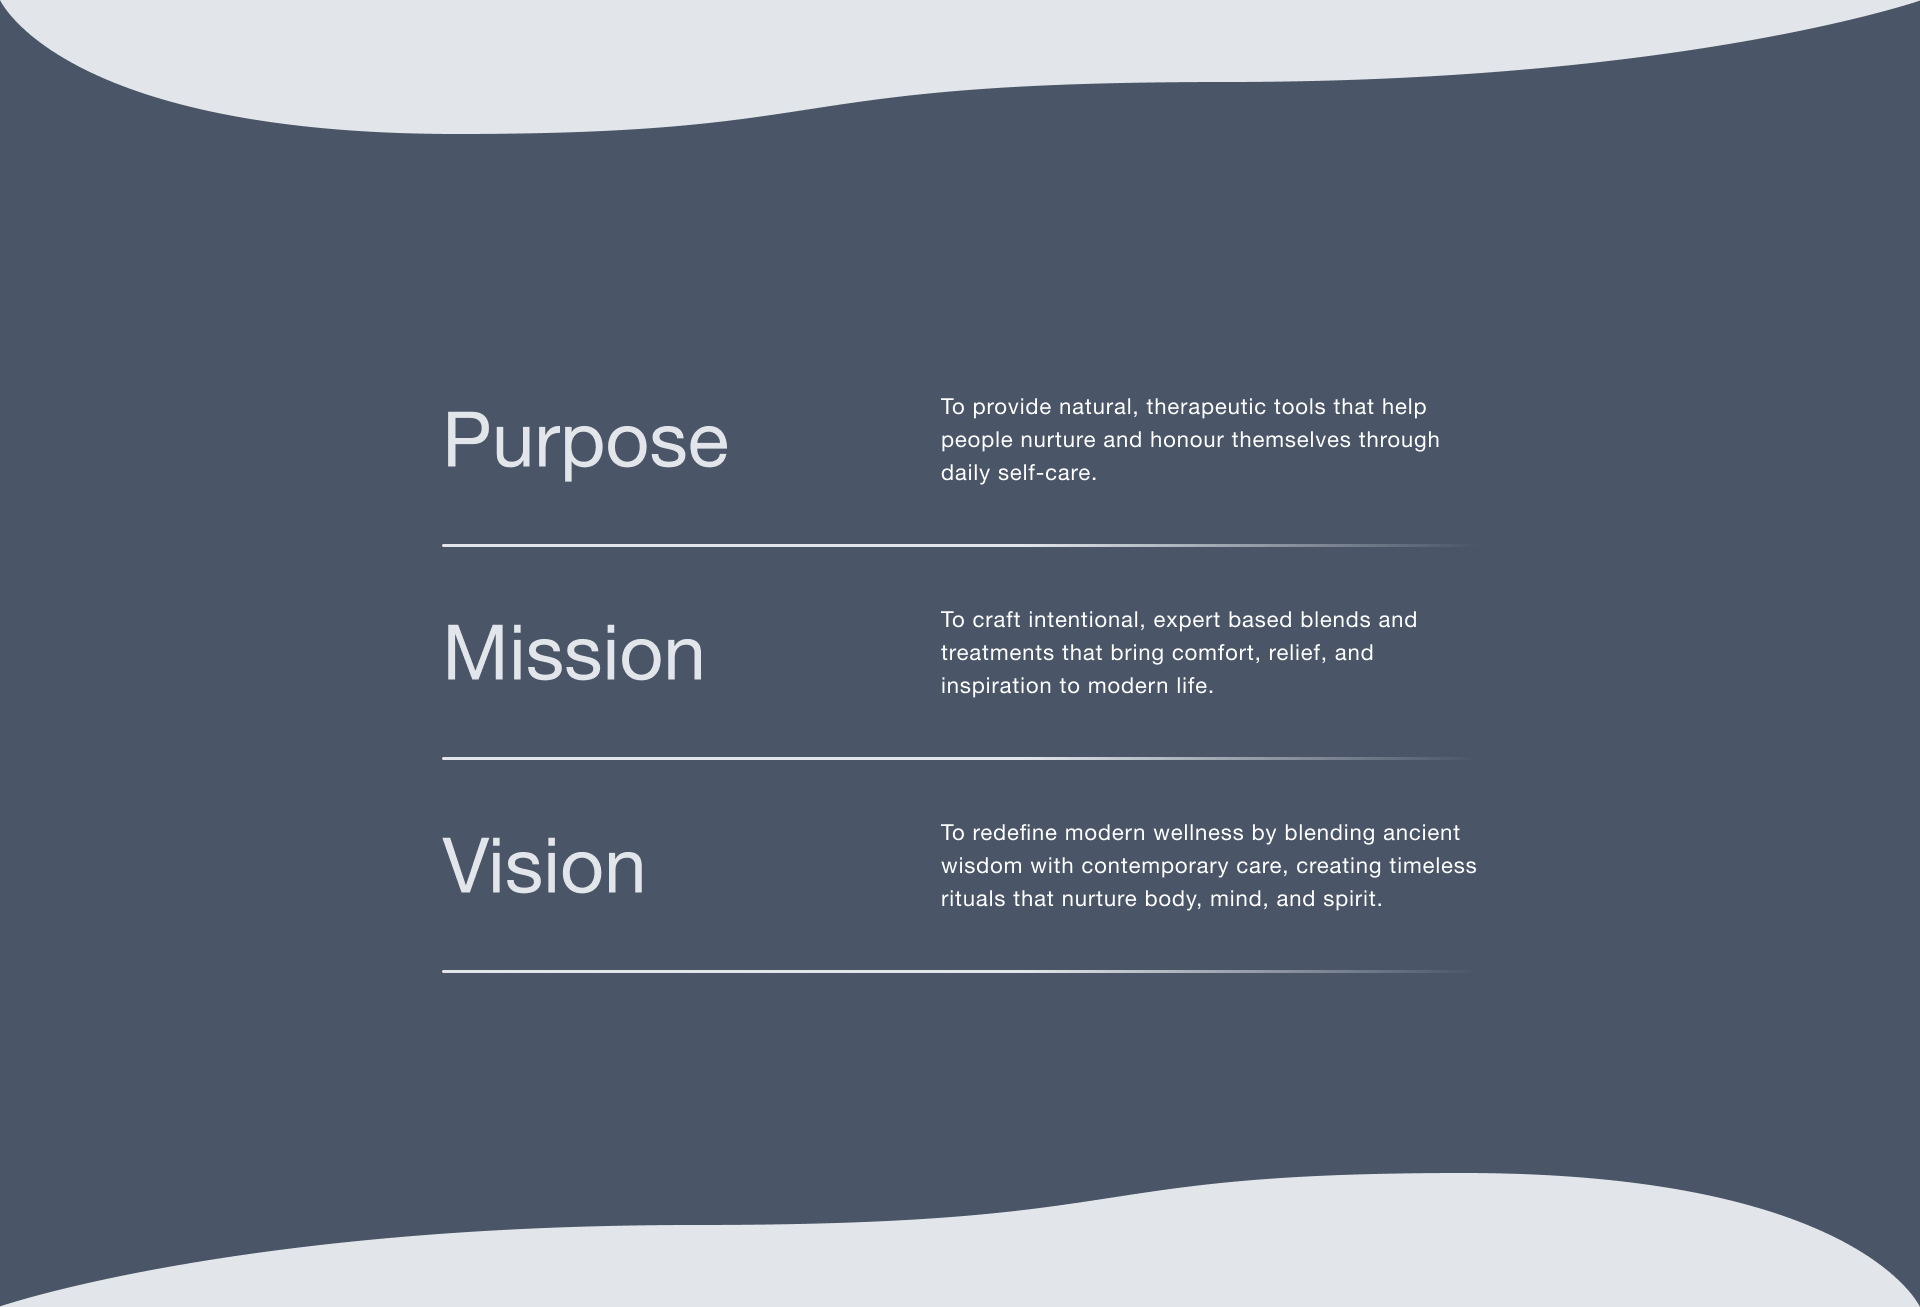 Purpose
To provide natural, therapeutic tools that help
people nurture and honour themselves through
daily self-care.
Mission
To craft intentional, expert based blends and
treatments that bring comfort, relief, and
inspiration to modern life.
Vision
To redefine modern wellness by blending ancient
wisdom with contemporary care, creating timeless
rituals that nurture body, mind, and spirit.